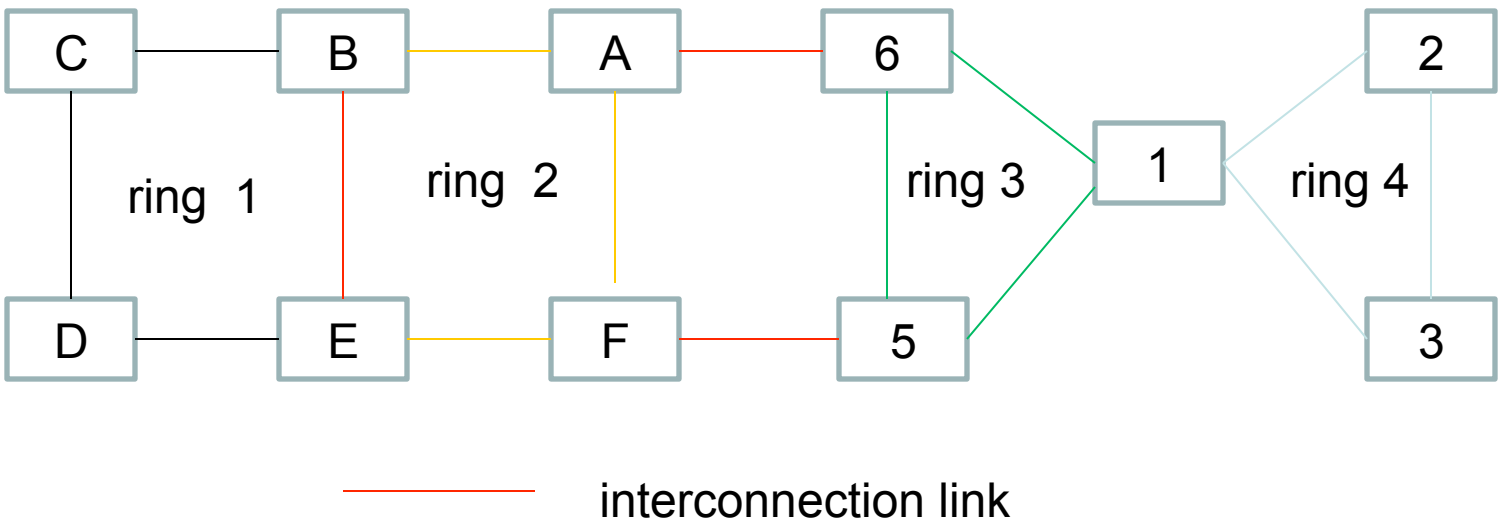 C B A 6 2
1
ring 1 ring 2 ring 3 ring 4
D E F 5 3
interconnection link